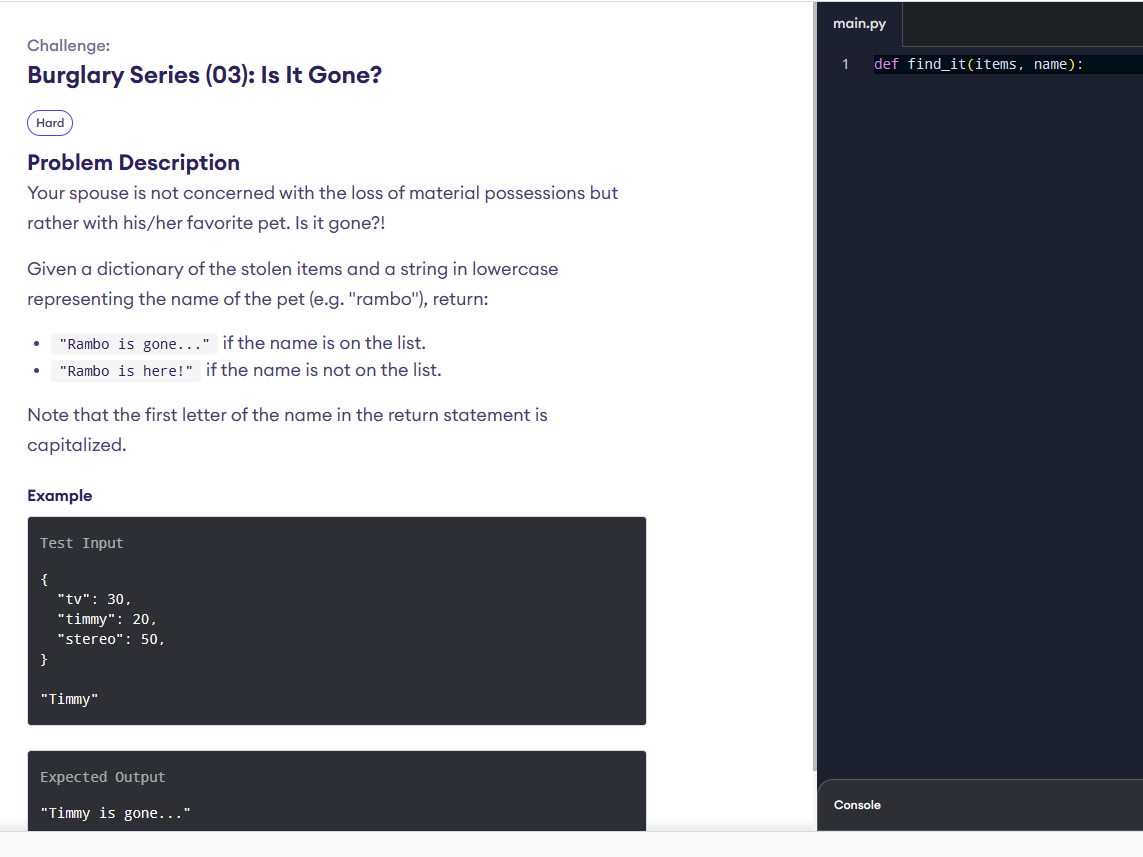 Challenge:
Burglary Series (03): Is It Gone?
Hard
Problem Description
Your spouse is not concerned with the loss of material possessions but
rather with his/her favorite pet. Is it gone?!
Given a dictionary of the stolen items and a string in lowercase
representing the name of the pet (e.g. "rambo"), return:
• "Rambo is gone..." if the name is on the list.
• "Rambo is here!" if the name is not on the list.
Note that the first letter of the name in the return statement is
capitalized.
Example
Test Input
{
"tv": 30,
"timmy": 20,
"stereo": 50,
}
"Timmy"
Expected Output
"Timmy is gone..."
main.py
1 def find_it(items, name):
Console